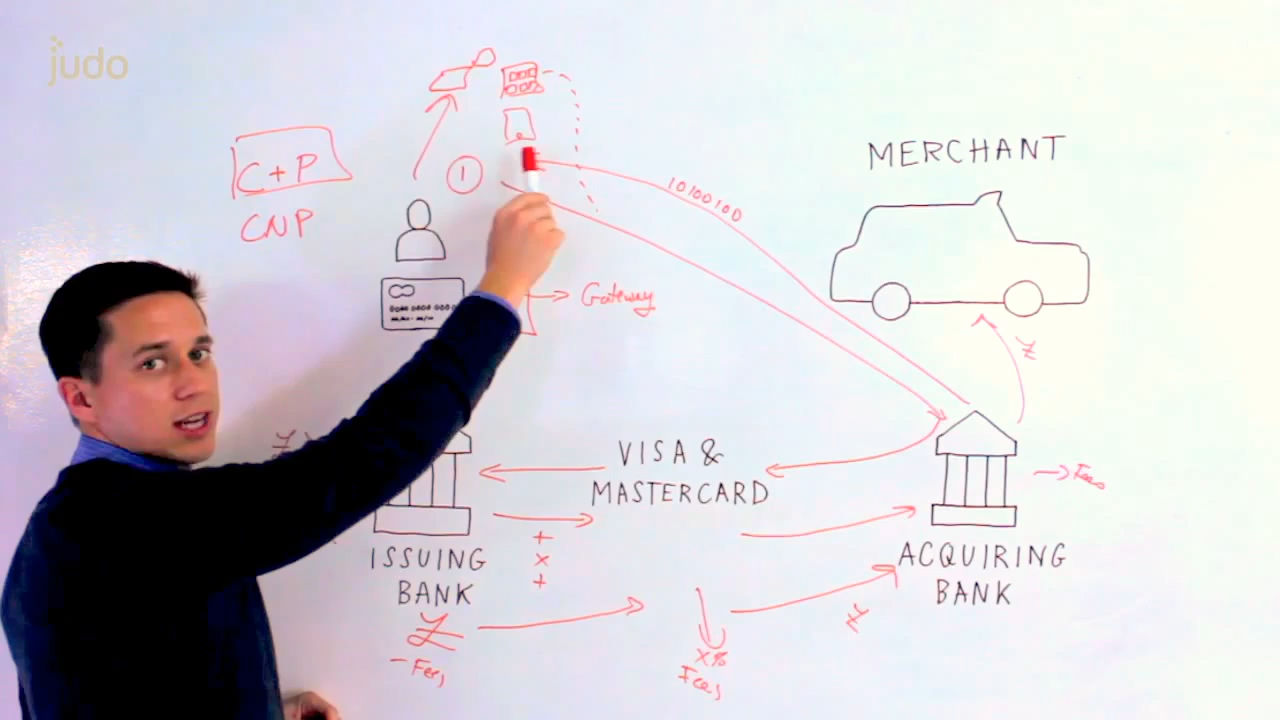 judo
C+P
CNP
1
10100100
MERCHANT
Gateway
£
VISA &
MASTERCARD
→ Fees
+
x
+
ISSUING
BANK
ACQUIRING
BANK
£
- Fees
X%
Fees
£